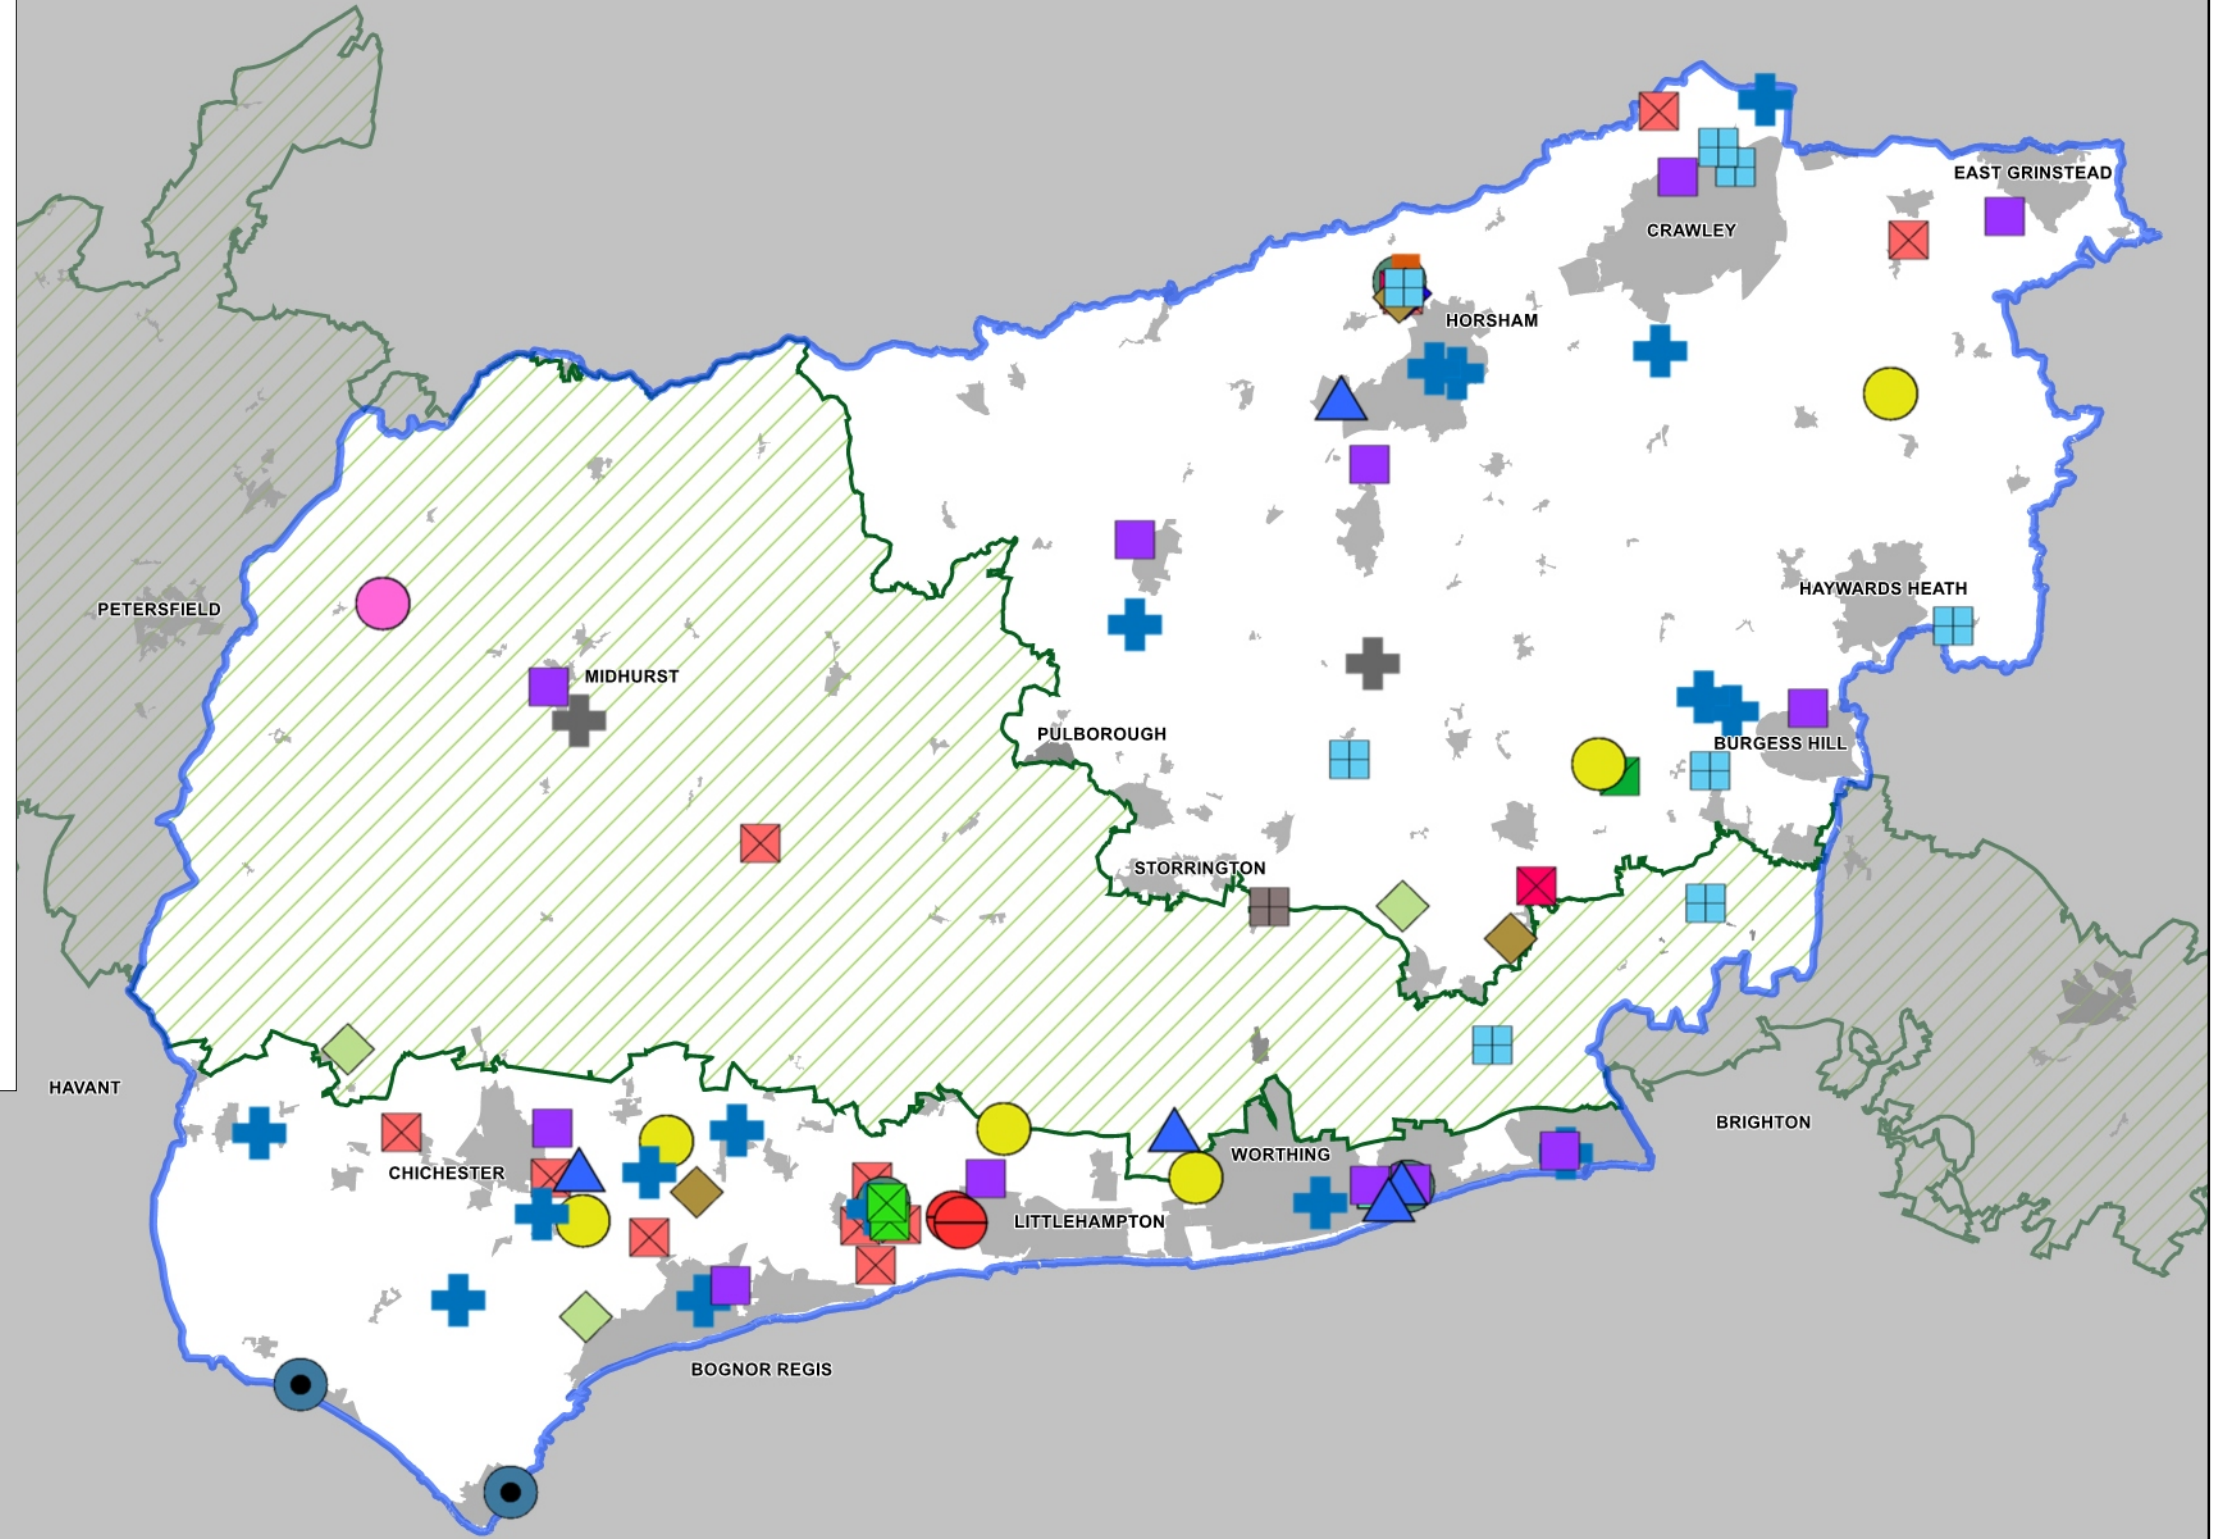 EAST GRINSTEAD
CRAWLEY
HORSHAM
HAYWARDS HEATH
PETERSFIELD
MIDHURST
PULBOROUGH
BURGESS HILL
STORRINGTON
HAVANT
BRIGHTON
WORTHING
CHICHESTER
LITTLEHAMPTON
BOGNOR REGIS